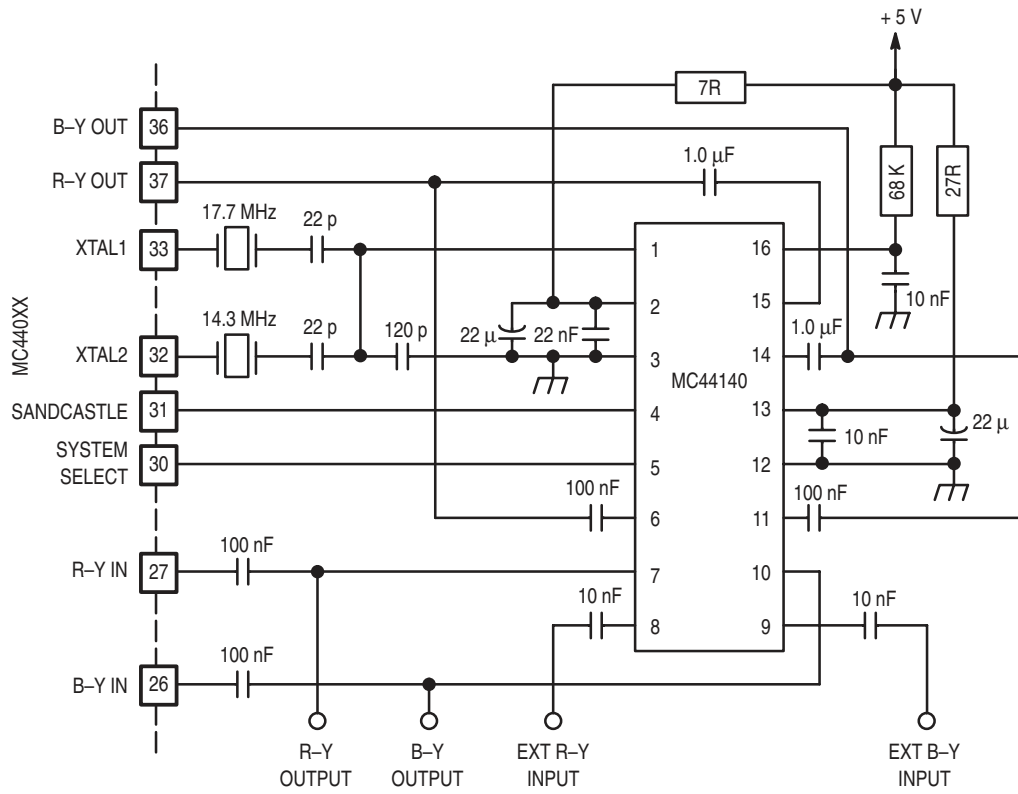 + 5 V
7R
B–Y OUT
36
1.0 µF
68 K
27R
R–Y OUT
37
17.7 MHz
22 p
XTAL1
33
1
16
10 nF
2
15
MC440XX
14.3 MHz
22 p
120 p
22 µ
22 nF
1.0 µF
XTAL2
32
3
14
MC44140
SANDCASTLE
31
4
13
10 nF
22 µ
SYSTEM
SELECT
30
5
12
100 nF
100 nF
6
11
100 nF
R–Y IN
27
7
10
10 nF
10 nF
8
9
100 nF
B–Y IN
26
R–Y
OUTPUT
B–Y
OUTPUT
EXT R–Y
INPUT
EXT B–Y
INPUT